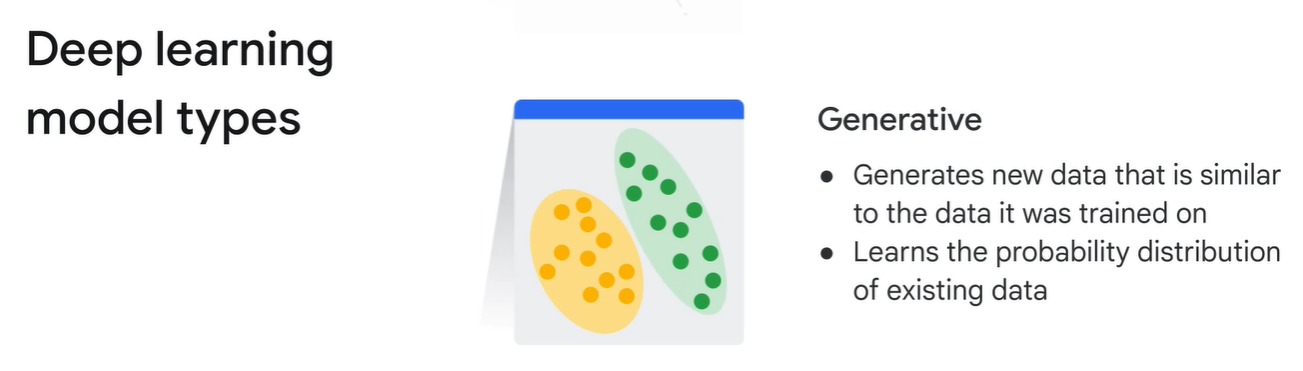 Deep learning
model types
Generative
● Generates new data that is similar
to the data it was trained on
● Learns the probability distribution
of existing data